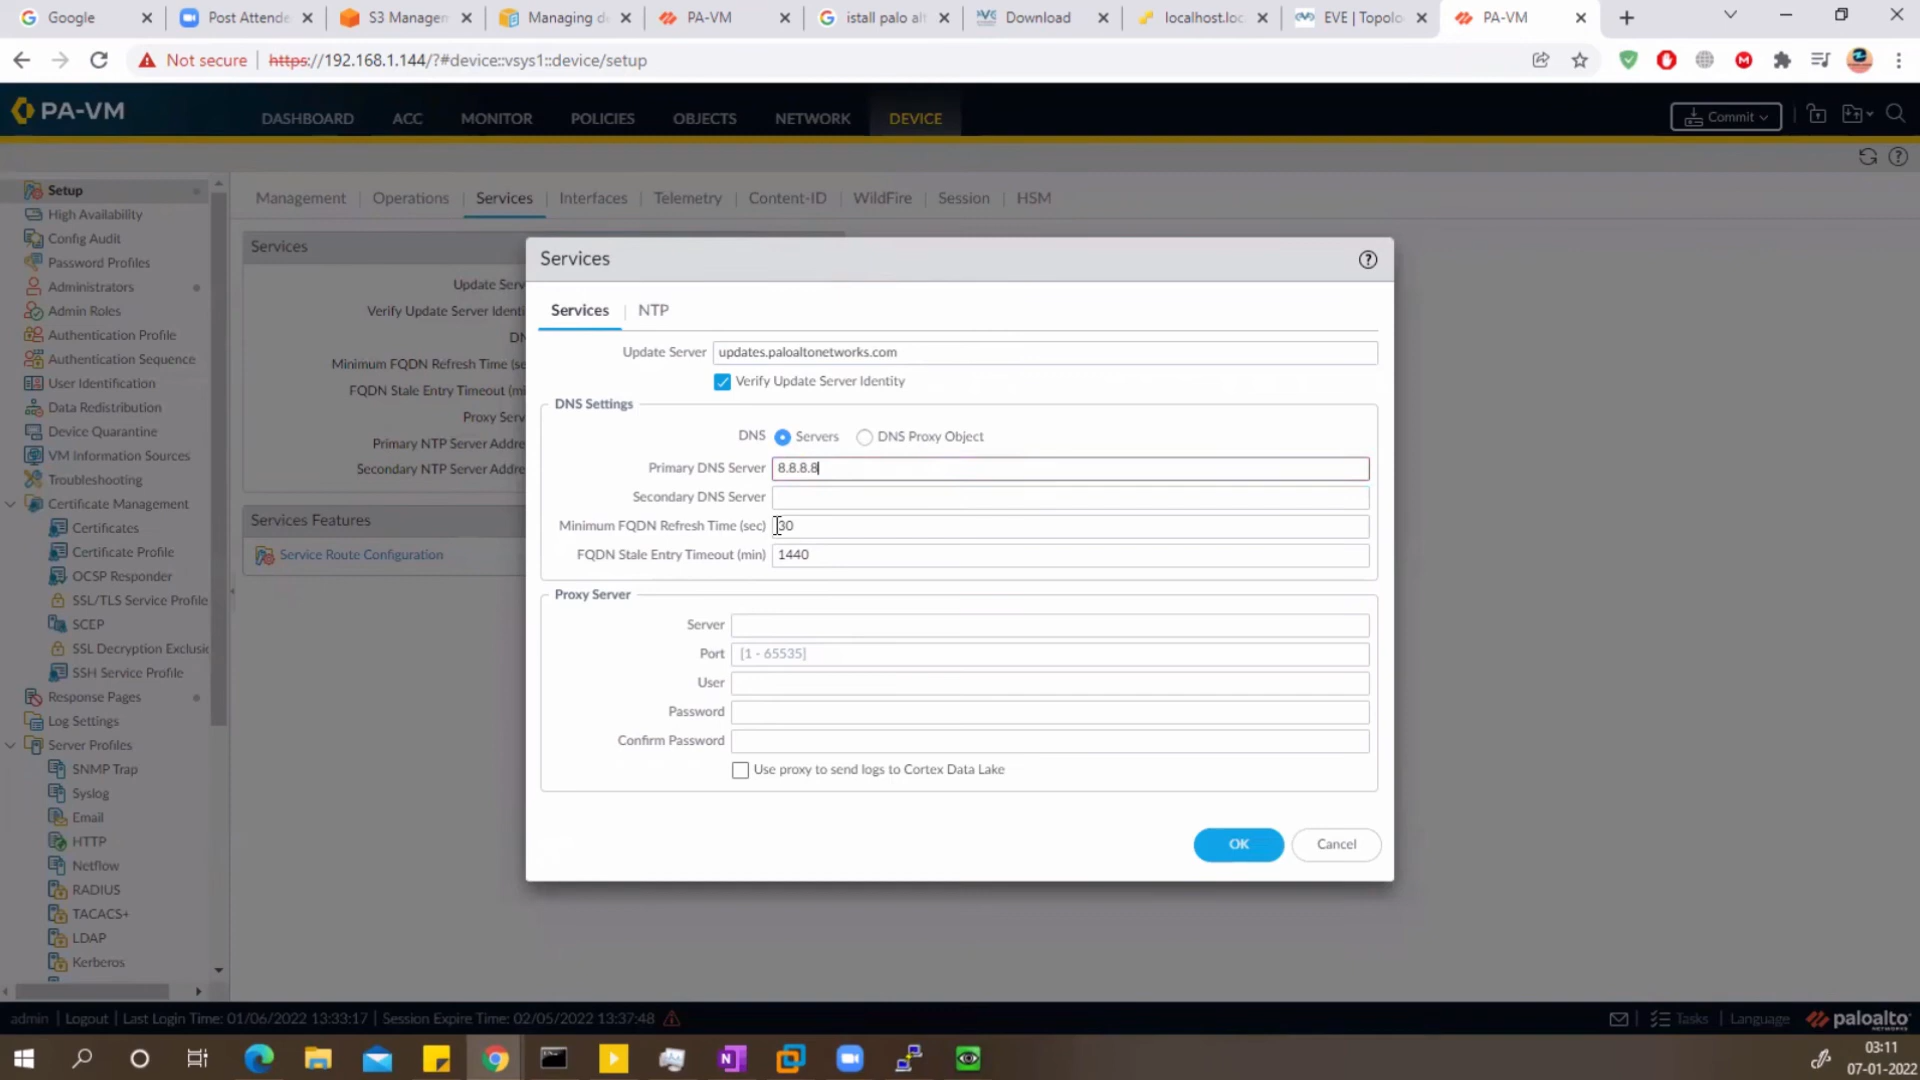 Google
Post Attende
S3 Managem
Managing de
PA-VM
istall palo alt
Download
localhost.loc
EVE | Topolo
PA-VM
Not secure
https://192.168.1.144/?#device::vsys1::device/setup
PA-VM
DASHBOARD
ACC
MONITOR
POLICIES
OBJECTS
NETWORK
DEVICE
Commit
Setup
High Availability
Config Audit
Password Profiles
Administrators
Admin Roles
Authentication Profile
Authentication Sequence
User Identification
Data Redistribution
Device Quarantine
VM Information Sources
Troubleshooting
Certificate Management
Certificates
Certificate Profile
OCSP Responder
SSL/TLS Service Profile
SCEP
SSL Decryption Exclusio
SSH Service Profile
Response Pages
Log Settings
Server Profiles
SNMP Trap
Syslog
Email
HTTP
Netflow
RADIUS
TACACS+
LDAP
Kerberos
Management
Operations
Services
Interfaces
Telemetry
Content-ID
WildFire
Session
HSM
Services
Update Serv
Verify Update Server Identi
DN
Minimum FQDN Refresh Time (se
FQDN Stale Entry Timeout (mi
Proxy Serv
Primary NTP Server Addre
Secondary NTP Server Addre
Services Features
Service Route Configuration
Services
Services
NTP
Update Server updates.paloaltonetworks.com
Verify Update Server Identity
DNS Settings
DNS Servers DNS Proxy Object
Primary DNS Server 8.8.8.8
Secondary DNS Server
Minimum FQDN Refresh Time (sec) 30
FQDN Stale Entry Timeout (min) 1440
Proxy Server
Server
Port [1 - 65535]
User
Password
Confirm Password
Use proxy to send logs to Cortex Data Lake
OK
Cancel
admin | Logout | Last Login Time: 01/06/2022 13:33:17 | Session Expire Time: 02/05/2022 13:37:48
Tasks | Language
paloalto
NETWORKS
03:11
07-01-2022